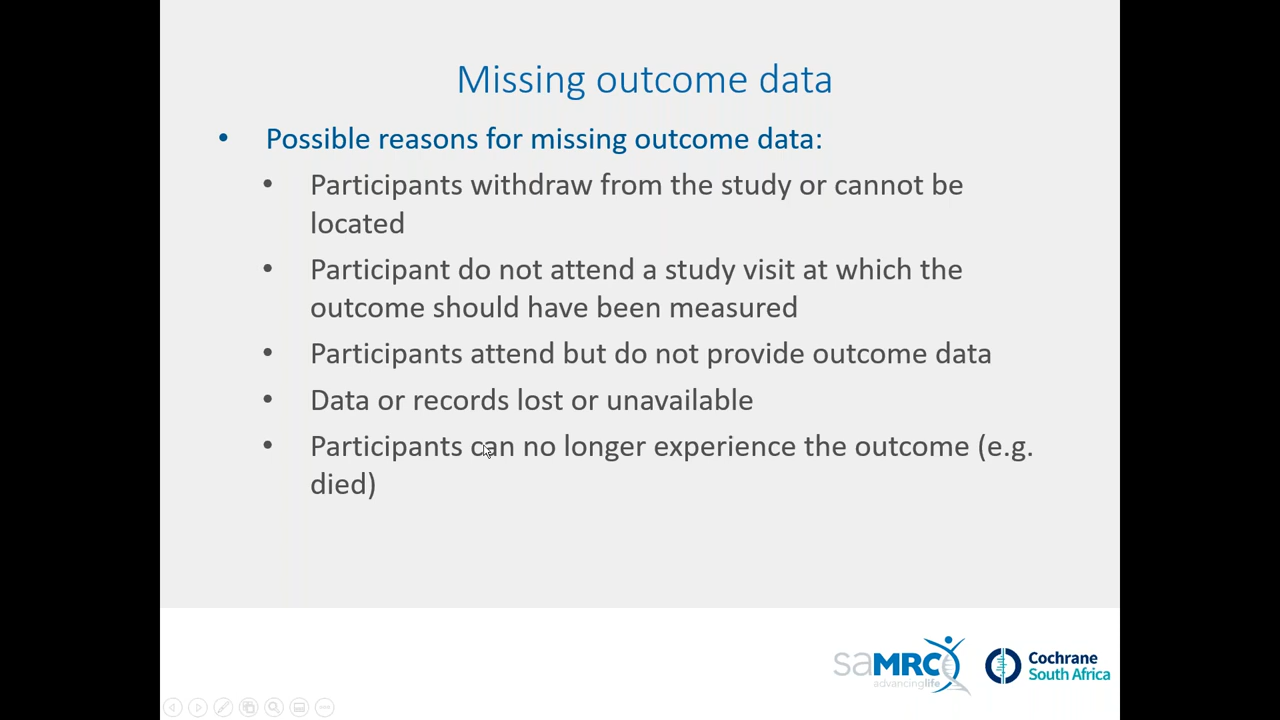 Missing outcome data
• Possible reasons for missing outcome data:
• Participants withdraw from the study or cannot be
located
• Participant do not attend a study visit at which the
outcome should have been measured
• Participants attend but do not provide outcome data
• Data or records lost or unavailable
• Participants can no longer experience the outcome (e.g.
died)
saMRC
advancinglife
Cochrane
South Africa